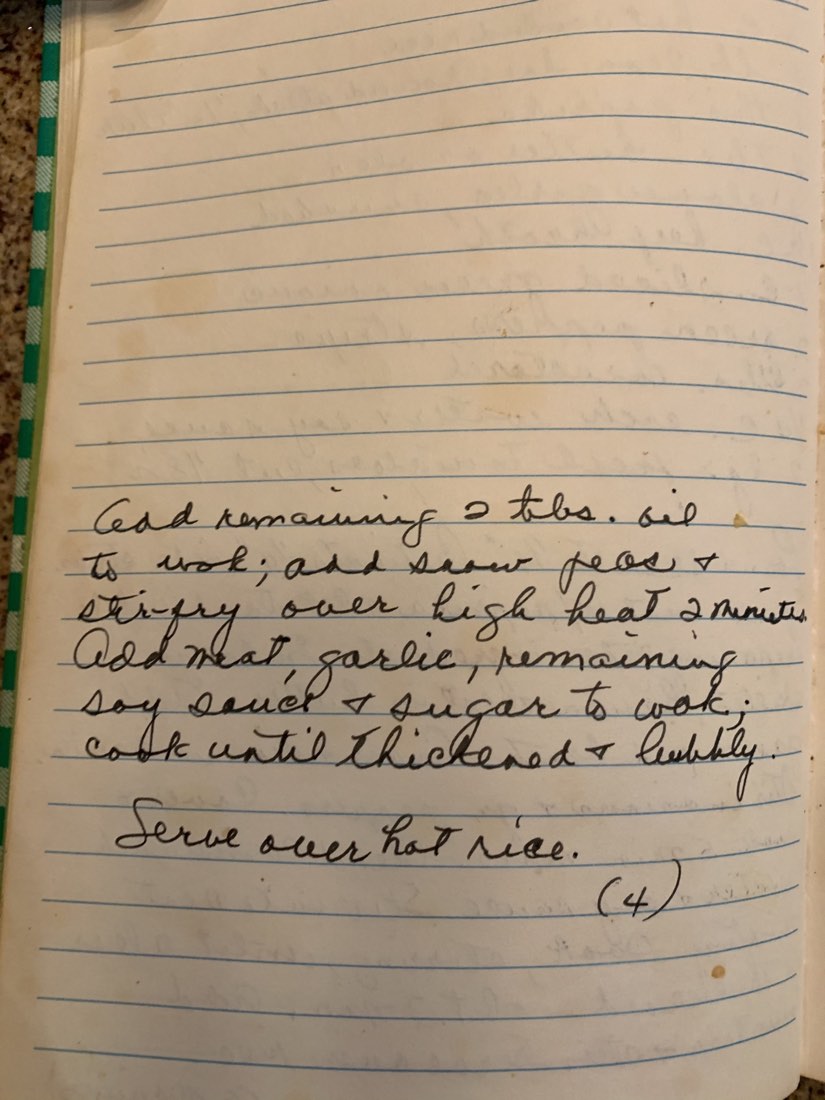 Add remaining 2 tbs. oil
to wok; add snow peas &
stir-fry over high heat 2 minutes
Add meat, garlic, remaining
soy sauce & sugar to wok;
cook until thickened & bubbly.
Serve over hot rice.
(4)